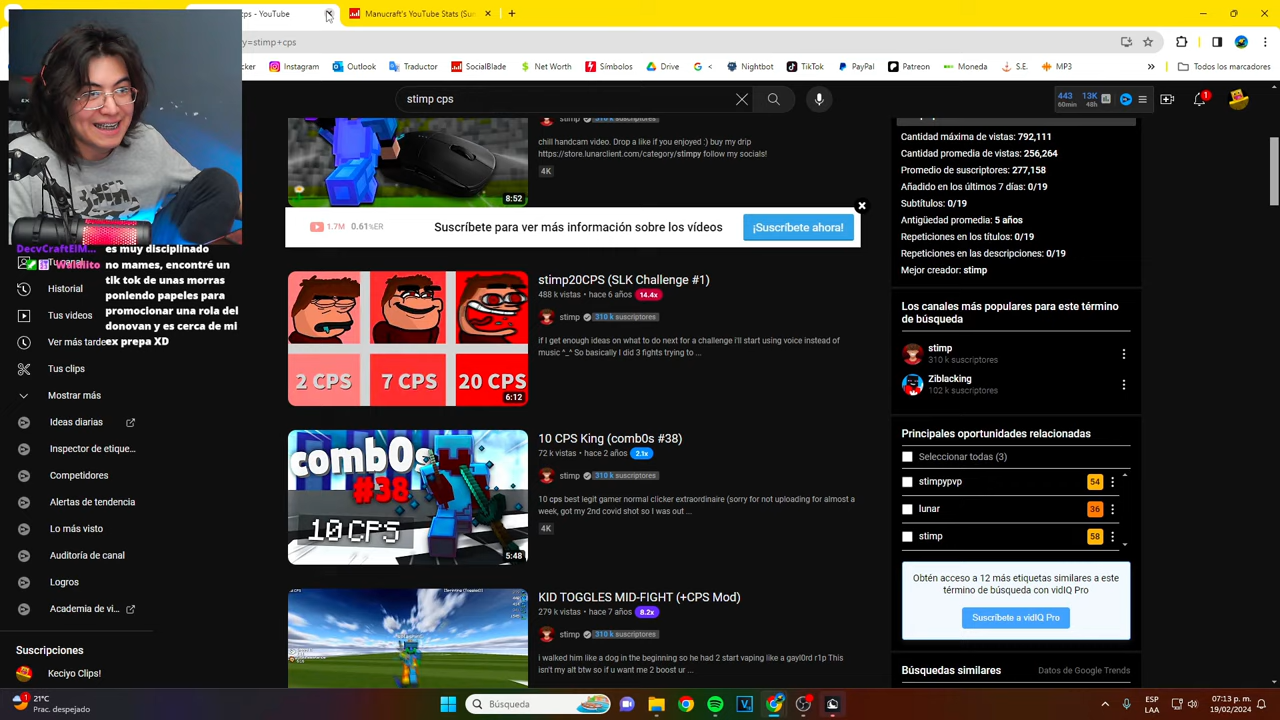 cps - YouTube
Manucraft's YouTube Stats (Su
y=stimp+cps
Instagram
Outlook
Traductor
SocialBlade
Net Worth
Símbolos
Drive
G <
Nightbot
TikTok
PayPal
Patreon
Moneda
S.E.
MP3
Todos los marcadores
stimp cps
443
60min
13K
48h
1
stimp
310 k suscriptores
chill handcam video. Drop a like if you enjoyed :) buy my drip
https://store.lunarclient.com/category/stimpy follow my socials!
4K
8:52
1.7M 0.61%ER
Suscríbete para ver más información sobre los vídeos
¡Suscríbete ahora!
DecvCraftElM... es muy disciplinado
Waldiito no mames, encontré un
tik tok de unas morras
poniendo papeles para
promocionar una rola del
donovan y es cerca de mi
ex prepa XD
Tu canal
Historial
Tus videos
Ver más tarde
Tus clips
Mostrar más
Ideas diarias
Inspector de etique...
Competidores
Alertas de tendencia
Lo más visto
Auditoría de canal
Logros
Academia de vi...
Suscripciones
Keciyo Clips!
2 CPS
7 CPS
20 CPS
6:12
stimp20CPS (SLK Challenge #1)
488 k vistas • hace 6 años 14.4x
stimp 310 k suscriptores
if I get enough ideas on what to do next for a challenge i'll start using voice instead of
music ^_^ So basically I did 3 fights trying to ...
comb0s
#38
10 CPS
5:48
10 CPS King (comb0s #38)
72 k vistas • hace 2 años 2.1x
stimp 310 k suscriptores
10 cps best legit gamer normal clicker extraordinaire (sorry for not uploading for almost a
week, got my 2nd covid shot so I was out ...
4K
KID TOGGLES MID-FIGHT (+CPS Mod)
279 k vistas • hace 7 años 8.2x
stimp 310 k suscriptores
i walked him like a dog in the beginning so he had 2 start vaping like a gayl0rd r1p This
isn't my alt btw so if u want me 2 boost ur ...
Cantidad máxima de vistas: 792,111
Cantidad promedia de vistas: 256,264
Promedio de suscriptores: 277,158
Añadido en los últimos 7 días: 0/19
Subtítulos: 0/19
Antigüedad promedia: 5 años
Repeticiones en los títulos: 0/19
Repeticiones en las descripciones: 0/19
Mejor creador: stimp
Los canales más populares para este término
de búsqueda
stimp
310 k suscriptores
Ziblacking
102 k suscriptores
Principales oportunidades relacionadas
Seleccionar todas (3)
stimpypvp 54
lunar 36
stimp 58
Obtén acceso a 12 más etiquetas similares a este
término de búsqueda con vidIQ Pro
Suscríbete a vidIQ Pro
Búsquedas similares
Datos de Google Trends
21°C
Prac. despejado
Búsqueda
ESP
LAA
07:13 p. m.
19/02/2024